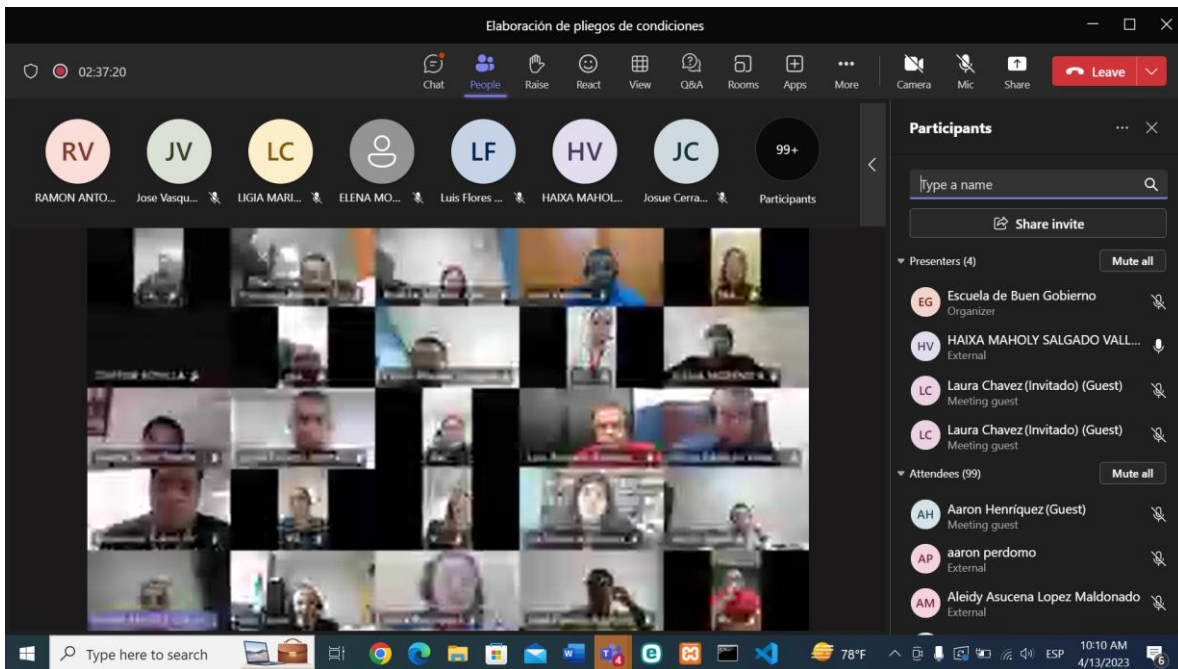 Elaboración de pliegos de condiciones
02:37:20
Chat
People
Raise
React
View
Q&A
Rooms
Apps
More
Camera
Mic
Share
Leave
RV
JV
LC
LF
HV
JC
99+
RAMON ANTO...
Jose Vasqu...
LIGIA MARI...
ELENA MO...
Luis Flores ...
HAIXA MAHOL...
Josue Cerra...
Participants
Participants
Type a name
Share invite
Presenters (4)
Mute all
EG
Escuela de Buen Gobierno
Organizer
HV
HAIXA MAHOLY SALGADO VALL...
External
LC
Laura Chavez (Invitado) (Guest)
Meeting guest
LC
Laura Chavez (Invitado) (Guest)
Meeting guest
Attendees (99)
Mute all
AH
Aaron Henríquez (Guest)
Meeting guest
AP
aaron perdomo
External
AM
Aleidy Asucena Lopez Maldonado
External
Type here to search
78°F
ESP
10:10 AM
4/13/2023
6